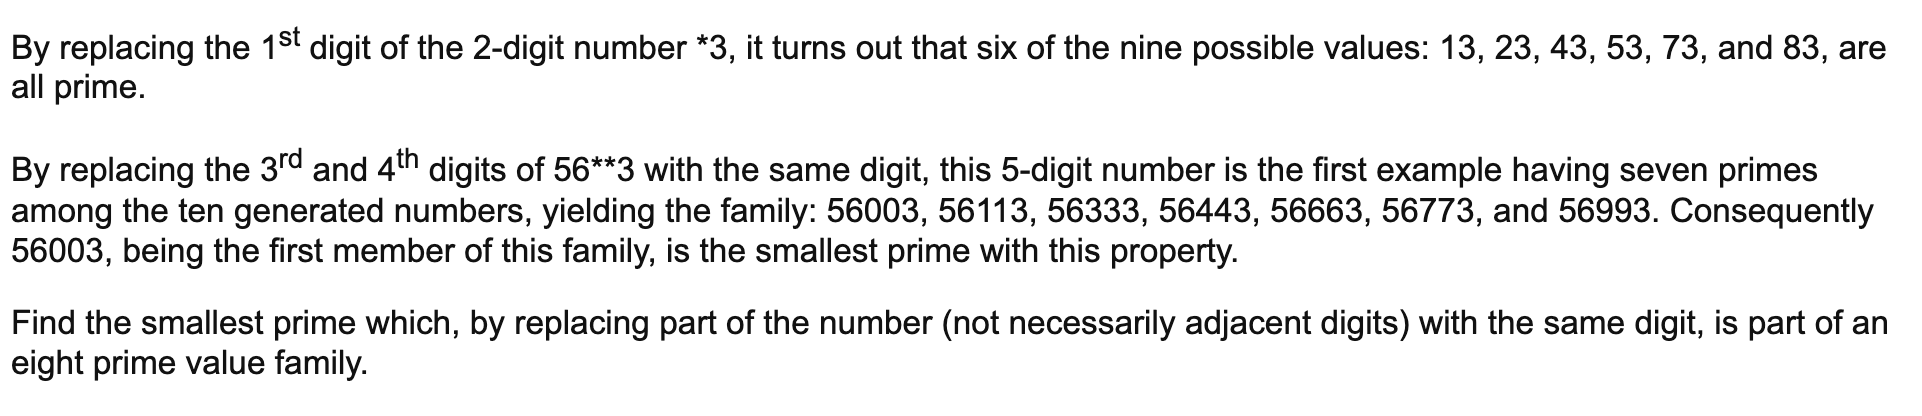 By replacing the 1st digit of the 2-digit number *3, it turns out that six of the nine possible values: 13, 23, 43, 53, 73, and 83, are
all prime.
By replacing the 3rd and 4th digits of 56**3 with the same digit, this 5-digit number is the first example having seven primes
among the ten generated numbers, yielding the family: 56003, 56113, 56333, 56443, 56663, 56773, and 56993. Consequently
56003, being the first member of this family, is the smallest prime with this property.
Find the smallest prime which, by replacing part of the number (not necessarily adjacent digits) with the same digit, is part of an
eight prime value family.